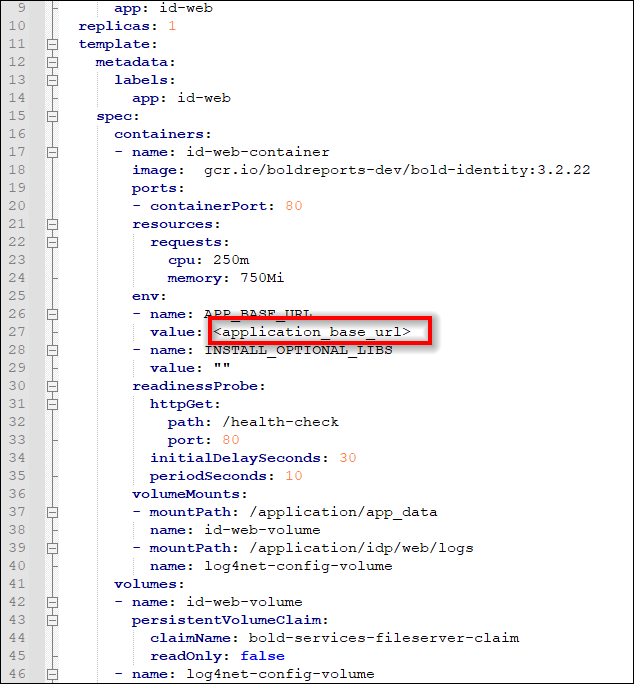 9 app: id-web
10 replicas: 1
11 template:
12 metadata:
13 labels:
14 app: id-web
15 spec:
16 containers:
17 - name: id-web-container
18 image:  gcr.io/boldreports-dev/bold-identity:3.2.22
19 ports:
20 - containerPort: 80
21 resources:
22 requests:
23 cpu: 250m
24 memory: 750Mi
25 env:
26 - name: APP_BASE_URL
27 value: <application_base_url>
28 - name: INSTALL_OPTIONAL_LIBS
29 value: ""
30 readinessProbe:
31 httpGet:
32 path: /health-check
33 port: 80
34 initialDelaySeconds: 30
35 periodSeconds: 10
36 volumeMounts:
37 - mountPath: /application/app_data
38 name: id-web-volume
39 - mountPath: /application/idp/web/logs
40 name: log4net-config-volume
41 volumes:
42 - name: id-web-volume
43 persistentVolumeClaim:
44 claimName: bold-services-fileserver-claim
45 readOnly: false
46 - name: log4net-config-volume